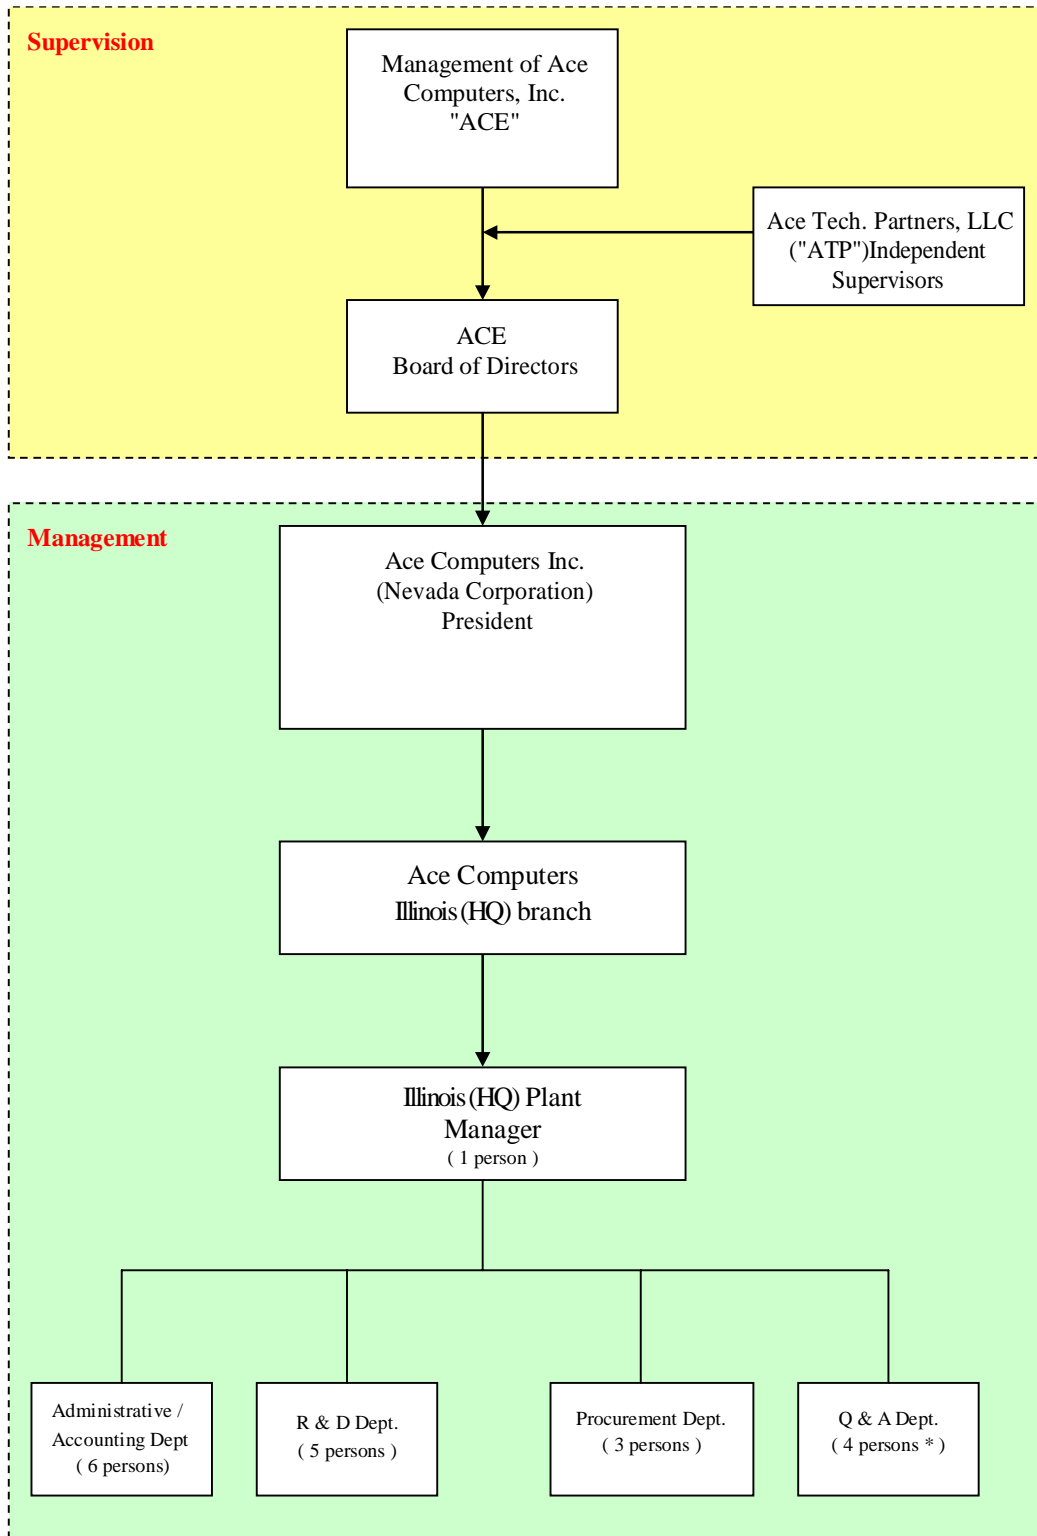 Supervision
Management of Ace
Computers, Inc.
"ACE"
Ace Tech. Partners, LLC
("ATP")Independent
Supervisors
ACE
Board of Directors
Management
Ace Computers Inc.
(Nevada Corporation)
President
Ace Computers
Illinois (HQ) branch
Illinois (HQ) Plant
Manager
( 1 person )
Administrative /
Accounting Dept
( 6 persons)
R & D Dept.
( 5 persons )
Procurement Dept.
( 3 persons )
Q & A Dept.
( 4 persons * )